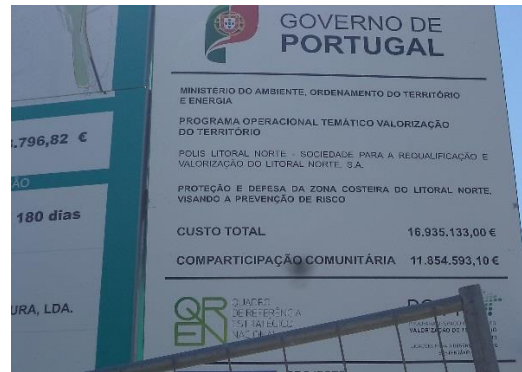 GOVERNO DE
PORTUGAL
MINISTÉRIO DO AMBIENTE, ORDENAMENTO DO TERRITÓRIO
E ENERGIA
PROGRAMA OPERACIONAL TEMÁTICO VALORIZAÇÃO
DO TERRITÓRIO
POLIS LITORAL NORTE - SOCIEDADE PARA A REQUALIFICAÇÃO E
VALORIZAÇÃO DO LITORAL NORTE, S.A.
PROTEÇÃO E DEFESA DA ZONA COSTEIRA DO LITORAL NORTE,
VISANDO A PREVENÇÃO DE RISCO
CUSTO TOTAL 16.935.133,00 €
COMPARTICIPAÇÃO COMUNITÁRIA 11.854.593,10 €
QUADRO
DE REFERÊNCIA
ESTRATÉGICO
NACIONAL
.796,82 €
180 dias
URA, LDA.